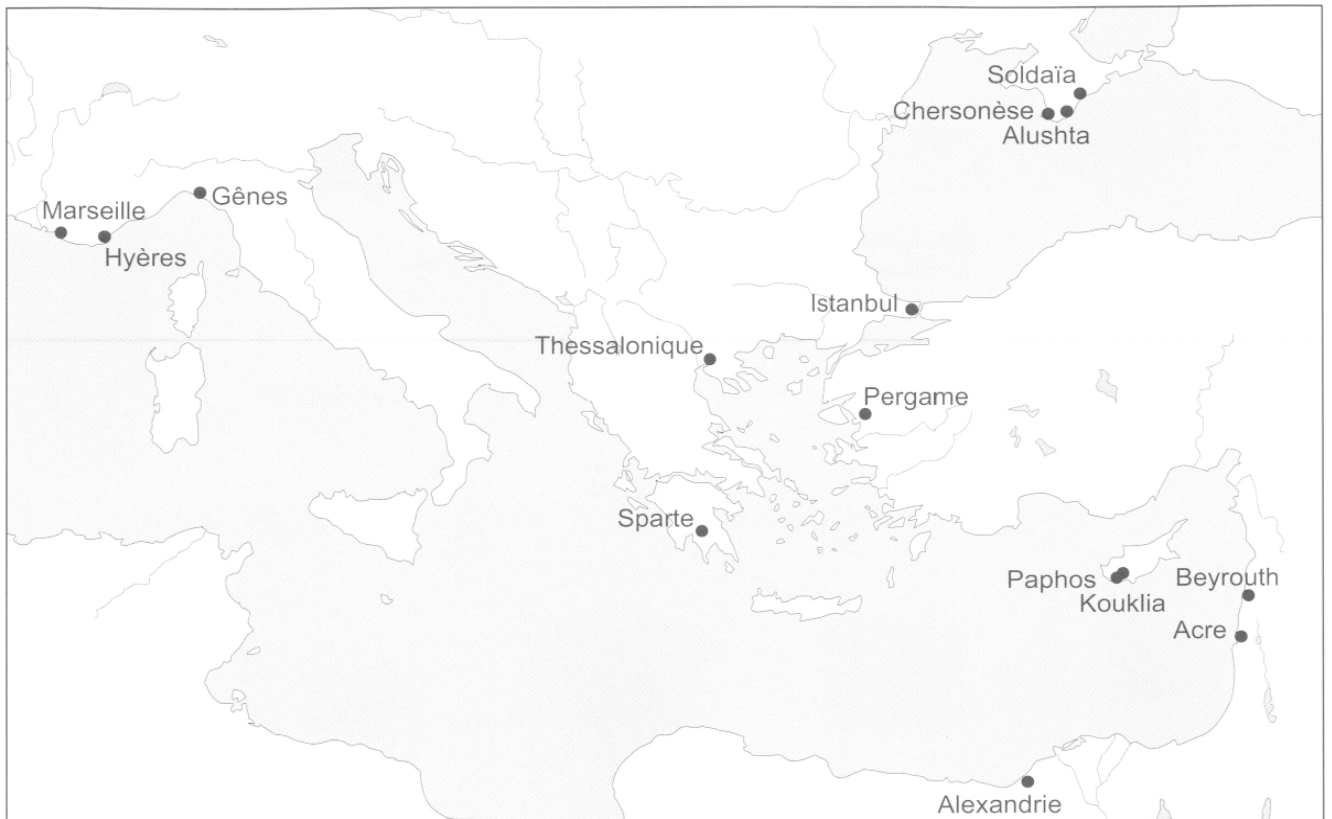 Soldaïa
Chersonèse
Alushta
Gênes
Marseille
Hyères
Istanbul
Thessalonique
Pergame
Sparte
Paphos
Beyrouth
Kouklia
Acre
Alexandrie